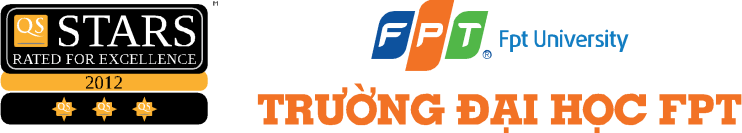 QS STARS
RATED FOR EXCELLENCE
2012
QS QS QS
FPT® Fpt University
TRƯỜNG ĐẠI HỌC FPT